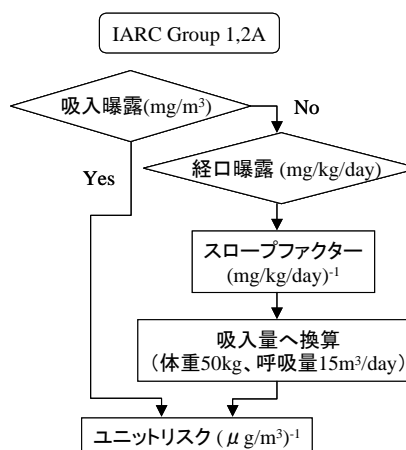 IARC Group 1,2A
吸入曝露(mg/m³)
No
Yes
経口曝露 (mg/kg/day)
スロープファクター
(mg/kg/day)⁻¹
吸入量へ換算
（体重50kg、呼吸量15m³/day）
ユニットリスク (μg/m³)⁻¹